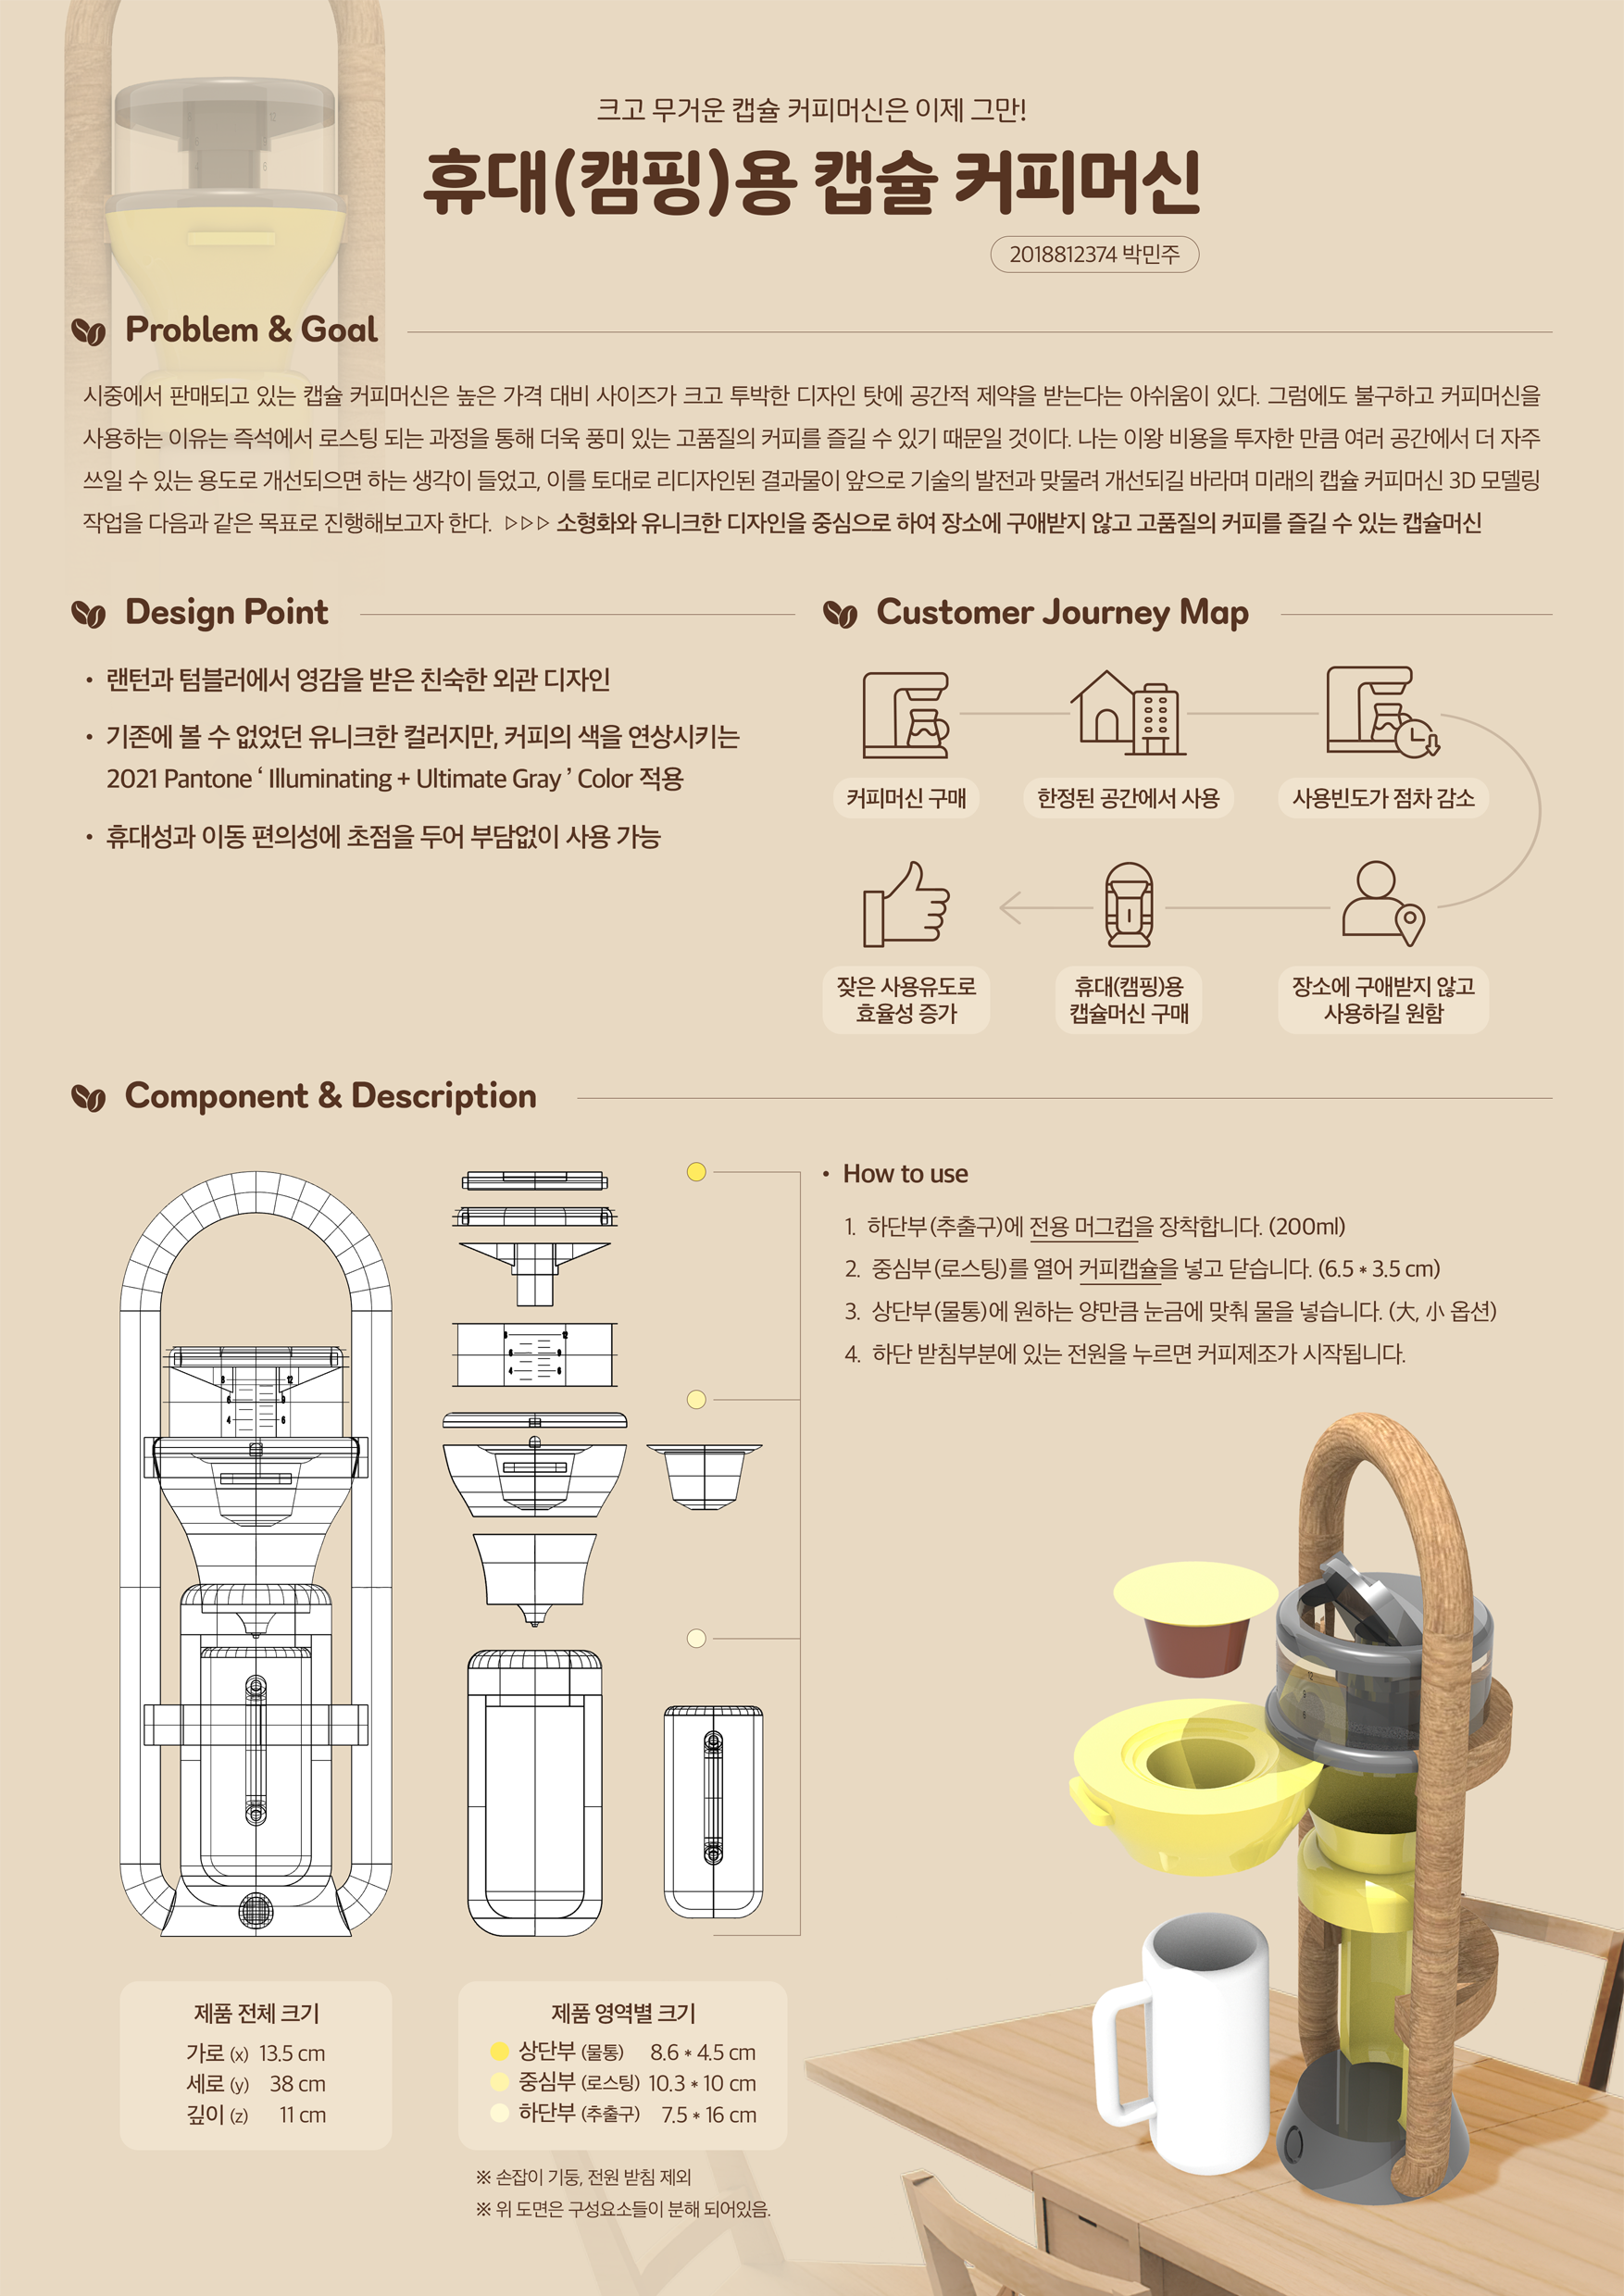 크고 무거운 캡슐 커피머신은 이제 그만!
휴대(캠핑)용 캡슐 커피머신
2018812374 박민주
Problem & Goal
시중에서 판매되고 있는 캡슐 커피머신은 높은 가격 대비 사이즈가 크고 투박한 디자인 탓에 공간적 제약을 받는다는 아쉬움이 있다. 그럼에도 불구하고 커피머신을
사용하는 이유는 즉석에서 로스팅 되는 과정을 통해 더욱 풍미 있는 고품질의 커피를 즐길 수 있기 때문일 것이다. 나는 이왕 비용을 투자한 만큼 여러 공간에서 더 자주
쓰일 수 있는 용도로 개선되으면 하는 생각이 들었고, 이를 토대로 리디자인된 결과물이 앞으로 기술의 발전과 맞물려 개선되길 바라며 미래의 캡슐 커피머신 3D 모델링
작업을 다음과 같은 목표로 진행해보고자 한다. ▷▷▷ 소형화와 유니크한 디자인을 중심으로 하여 장소에 구애받지 않고 고품질의 커피를 즐길 수 있는 캡슐머신
Design Point
• 랜턴과 텀블러에서 영감을 받은 친숙한 외관 디자인
• 기존에 볼 수 없었던 유니크한 컬러지만, 커피의 색을 연상시키는
2021 Pantone ‘ Illuminating + Ultimate Gray ’ Color 적용
• 휴대성과 이동 편의성에 초점을 두어 부담없이 사용 가능
Customer Journey Map
커피머신 구매
한정된 공간에서 사용
사용빈도가 점차 감소
장소에 구애받지 않고
사용하길 원함
휴대(캠핑)용
캡슐머신 구매
잦은 사용유도로
효율성 증가
Component & Description
8 12
6 9
4 6
8 12
6 9
4 6
• How to use
1. 하단부(추출구)에 전용 머그컵을 장착합니다. (200ml)
2. 중심부(로스팅)를 열어 커피캡슐을 넣고 닫습니다. (6.5 * 3.5 cm)
3. 상단부(물통)에 원하는 양만큼 눈금에 맞춰 물을 넣습니다. (大, 小 옵션)
4. 하단 받침부분에 있는 전원을 누르면 커피제조가 시작됩니다.
제품 전체 크기
가로 (x) 13.5 cm
세로 (y) 38 cm
깊이 (z) 11 cm
제품 영역별 크기
상단부 (물통) 8.6 * 4.5 cm
중심부 (로스팅) 10.3 * 10 cm
하단부 (추출구) 7.5 * 16 cm
※ 손잡이 기둥, 전원 받침 제외
※ 위 도면은 구성요소들이 분해 되어있음.